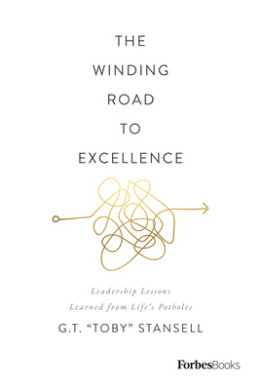 THE
WINDING
ROAD
TO
EXCELLENCE
Leadership Lessons
Learned from Life's Potholes
G.T. “TOBY” STANSELL
ForbesBooks